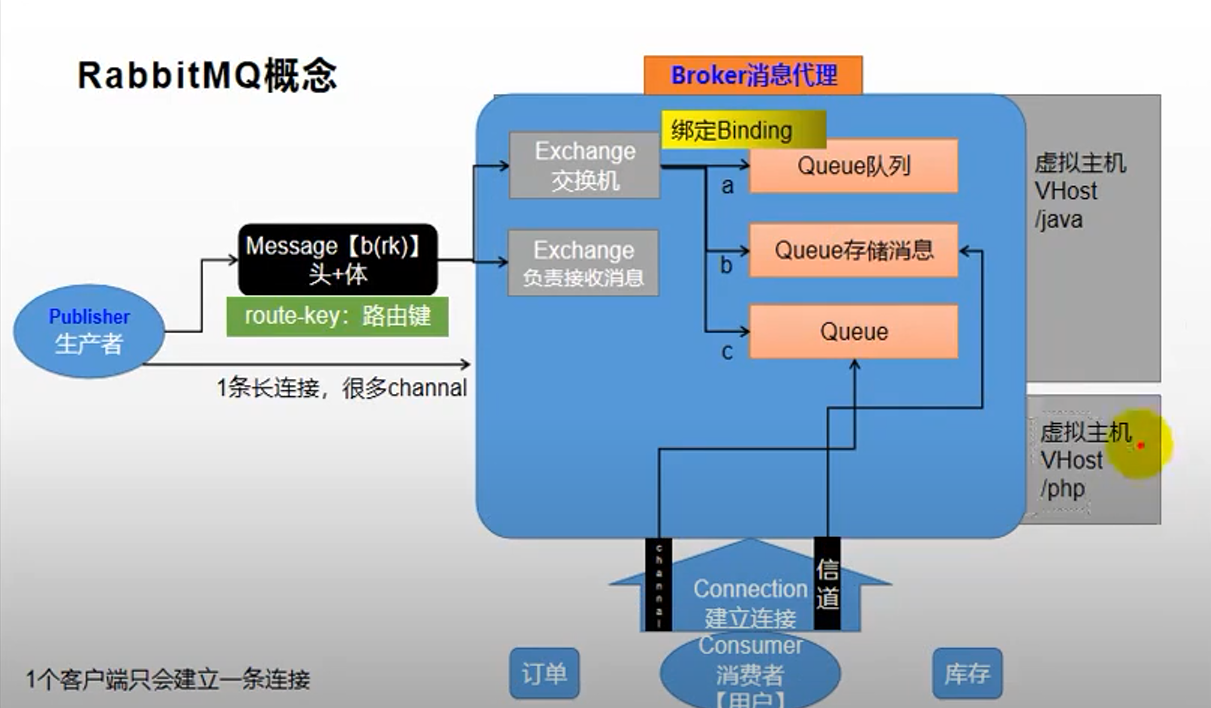 RabbitMQ概念
Broker消息代理
绑定Binding
Exchange
交换机
Queue队列
a
虚拟主机
VHost
/java
Message【b(rk)】
头+体
Exchange
负责接收消息
Queue存储消息
b
route-key：路由键
Publisher
生产者
Queue
c
1条长连接，很多channal
虚拟主机
VHost
/php
channal
信道
Connection
建立连接
Consumer
消费者
【用户】
订单
库存
1个客户端只会建立一条连接